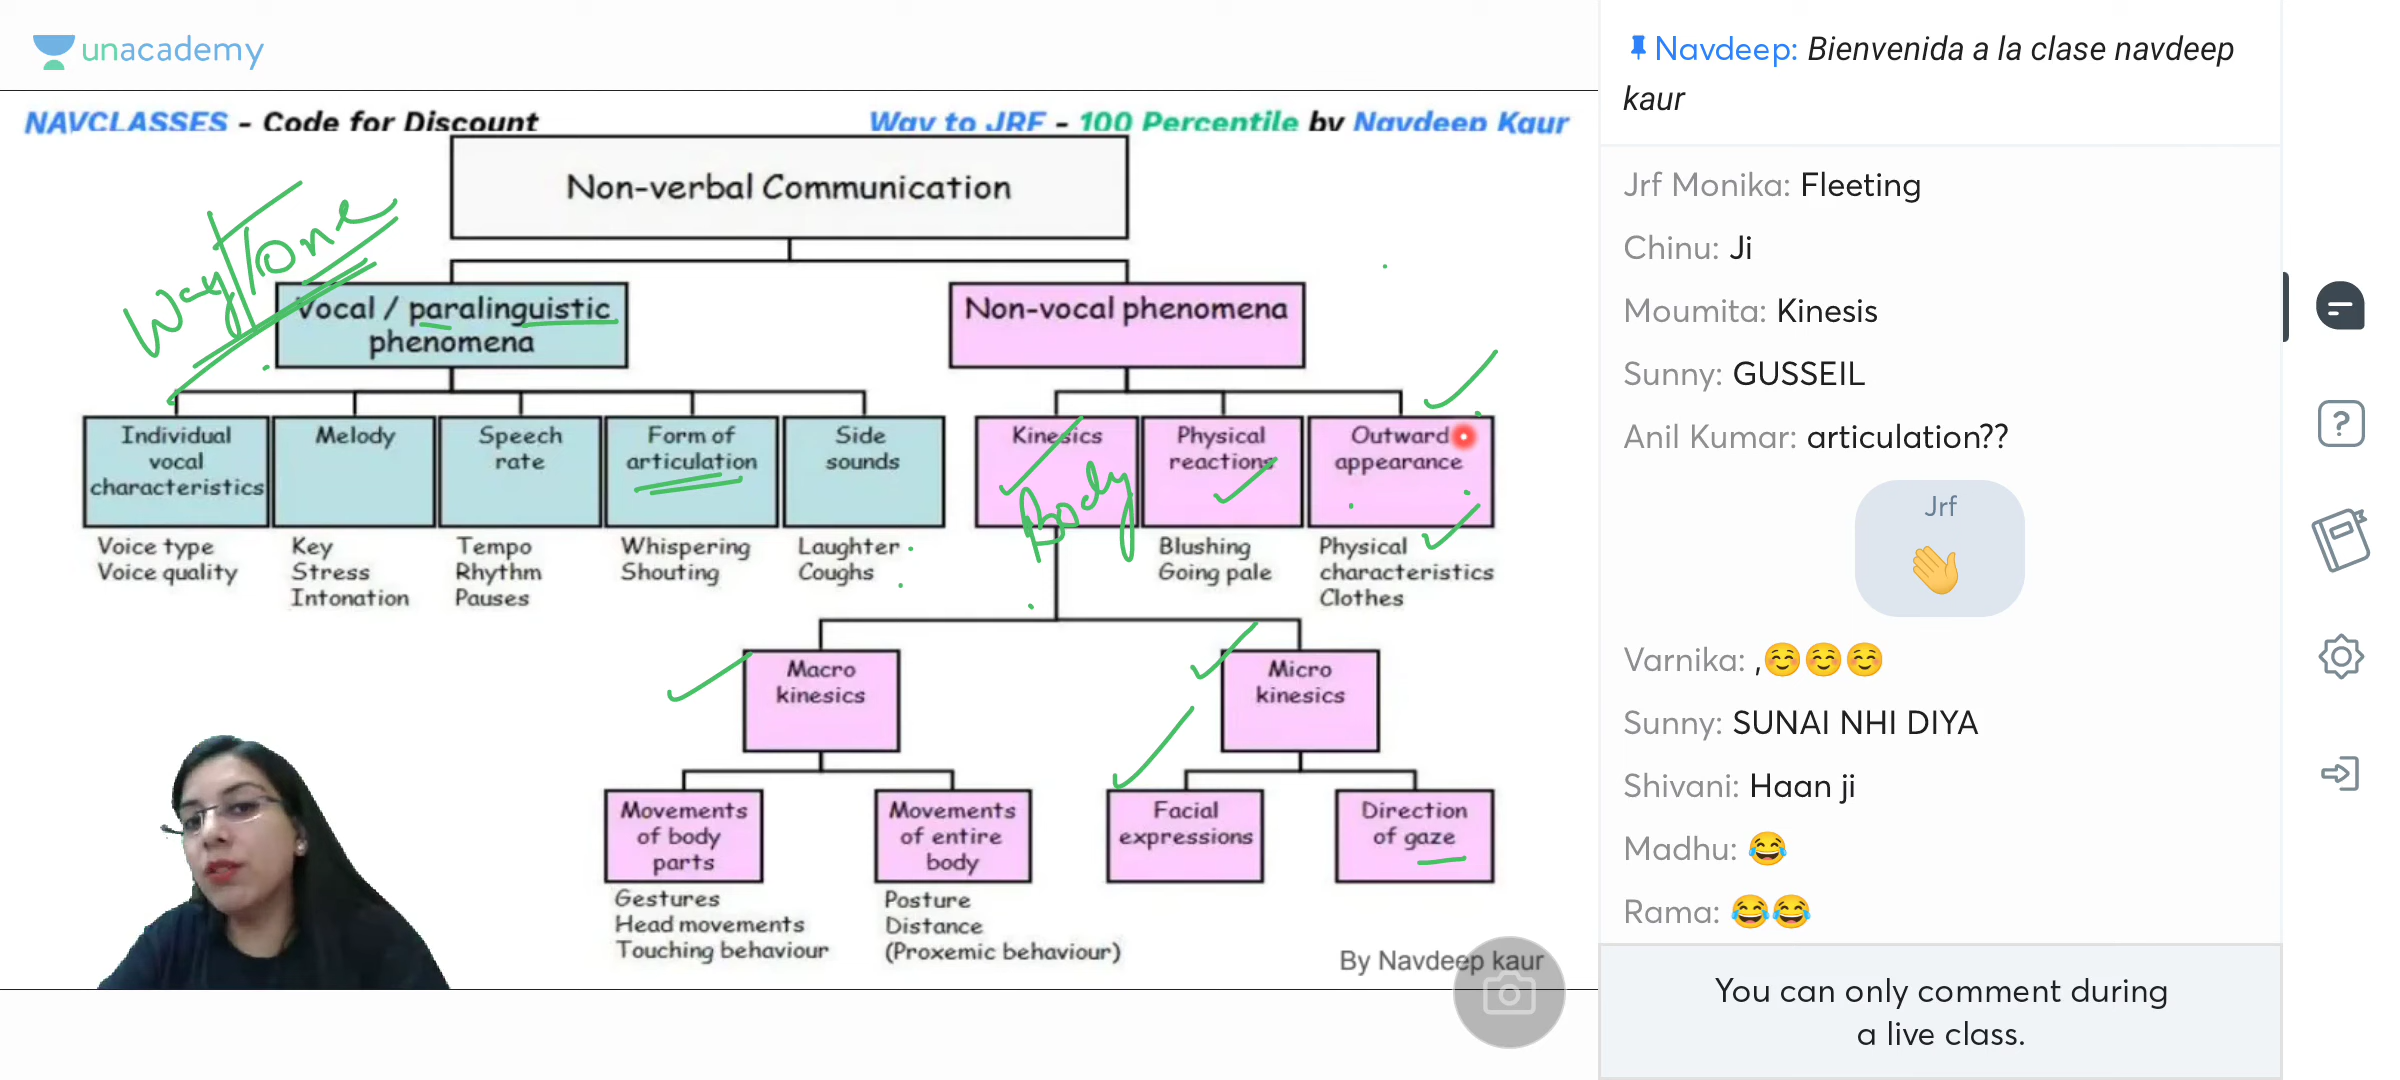 unacademy
NAVCLASSES - Code for Discount
Way to JRF - 100 Percentile by Navdeep Kaur
Non-verbal Communication
Way/Tone
Vocal / paralinguistic
phenomena
Non-vocal phenomena
Individual
vocal
characteristics
Melody
Speech
rate
Form of
articulation
Side
sounds
Kinesics
Physical
reactions
Outward
appearance
Body
Voice type
Voice quality
Key
Stress
Intonation
Tempo
Rhythm
Pauses
Whispering
Shouting
Laughter
Coughs
Blushing
Going pale
Physical
characteristics
Clothes
Macro
kinesics
Micro
kinesics
Movements
of body
parts
Movements
of entire
body
Facial
expressions
Direction
of gaze
Gestures
Head movements
Touching behaviour
Posture
Distance
(Proxemic behaviour)
By Navdeep kaur
Navdeep: Bienvenida a la clase navdeep
kaur
Jrf Monika: Fleeting
Chinu: Ji
Moumita: Kinesis
Sunny: GUSSEIL
Anil Kumar: articulation??
Jrf
👋
Varnika: ,☺️☺️☺️
Sunny: SUNAI NHI DIYA
Shivani: Haan ji
Madhu: 😂
Rama: 😂😂
You can only comment during
a live class.